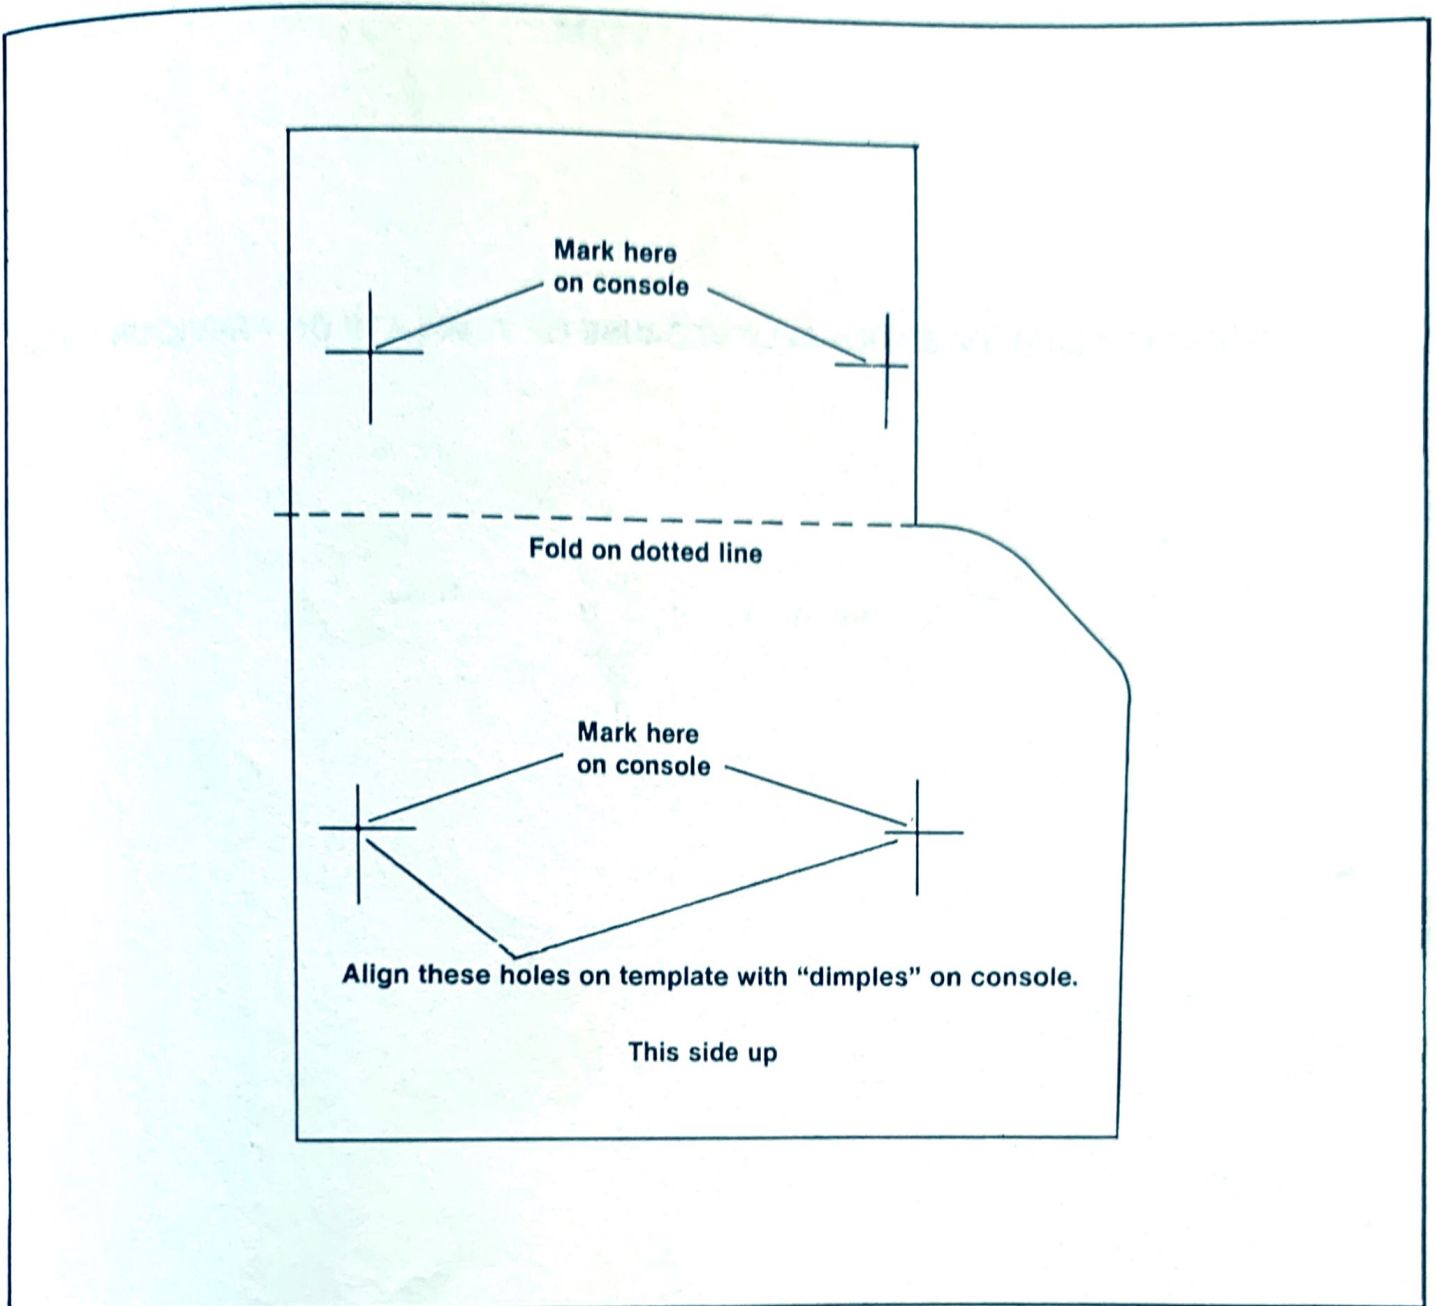 Mark here
on console
Fold on dotted line
Mark here
on console
Align these holes on template with “dimples” on console.
This side up